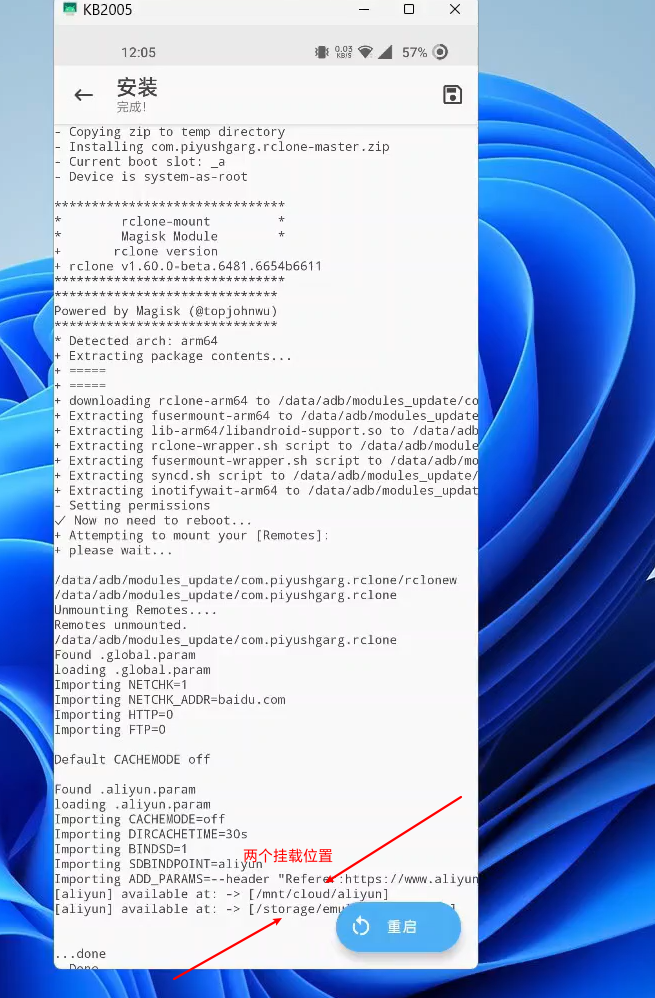 KB2005
12:05
0.03
KB/S
57%
安装
完成！
- Copying zip to temp directory
- Installing com.piyushgarg.rclone-master.zip
- Current boot slot: _a
- Device is system-as-root
*******************************
* rclone-mount *
* Magisk Module *
+ rclone version
+ rclone v1.60.0-beta.6481.6654b6611
*******************************
******************************
Powered by Magisk (@topjohnwu)
******************************
* Detected arch: arm64
+ Extracting package contents...
+ =====
+ =====
+ downloading rclone-arm64 to /data/adb/modules_update/co
+ Extracting fusermount-arm64 to /data/adb/modules_update
+ Extracting lib-arm64/libandroid-support.so to /data/adb
+ Extracting rclone-wrapper.sh script to /data/adb/module
+ Extracting fusermount-wrapper.sh script to /data/adb/mo
+ Extracting syncd.sh script to /data/adb/modules_update/
+ Extracting inotifywait-arm64 to /data/adb/modules_updat
- Setting permissions
✓ Now no need to reboot...
+ Attempting to mount your [Remotes]:
+ please wait...
/data/adb/modules_update/com.piyushgarg.rclone/rclonew
/data/adb/modules_update/com.piyushgarg.rclone
Unmounting Remotes....
Remotes unmounted.
/data/adb/modules_update/com.piyushgarg.rclone
Found .global.param
loading .global.param
Importing NETCHK=1
Importing NETCHK_ADDR=baidu.com
Importing HTTP=0
Importing FTP=0
Default CACHEMODE off
Found .aliyun.param
loading .aliyun.param
Importing CACHEMODE=off
Importing DIRCACHETIME=30s
Importing BINDSD=1
两个挂载位置
Importing SDBINDPOINT=aliyun
Importing ADD_PARAMS=--header "Referer:https://www.aliyun
[aliyun] available at: -> [/mnt/cloud/aliyun]
[aliyun] available at: -> [/storage/emu ]
重启
...done
- Done